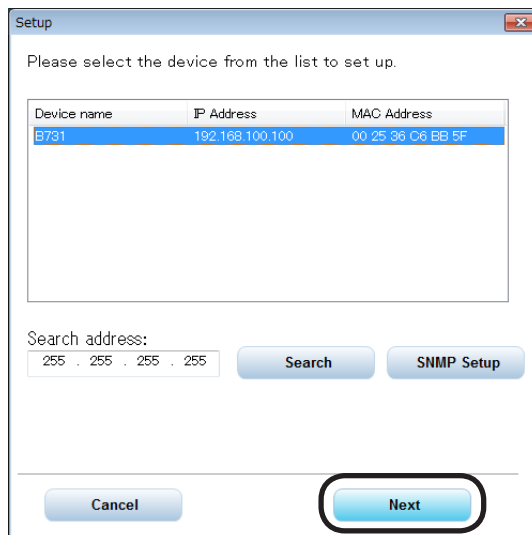 Setup
Please select the device from the list to set up.
Device name IP Address MAC Address
B731 192.168.100.100 00 25 36 C6 BB 5F
Search address:
255 . 255 . 255 . 255 Search SNMP Setup
Cancel Next